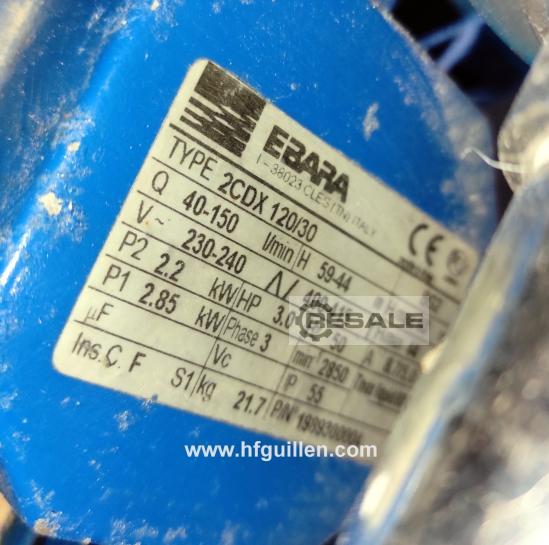 EBARA
I - 38023 CLES (TN) ITALY
TYPE 2CDX 120/30
Q 40-150 l/min H 59-44
V~ 230-240
P2 2.2 kW HP 3.0
P1 2.85 kW Phase 3 50 A
µF Vc min 2850
Ins.C. F S1 kg 21.7 P 55
P/N
CE
RESALE
www.hfguillen.com